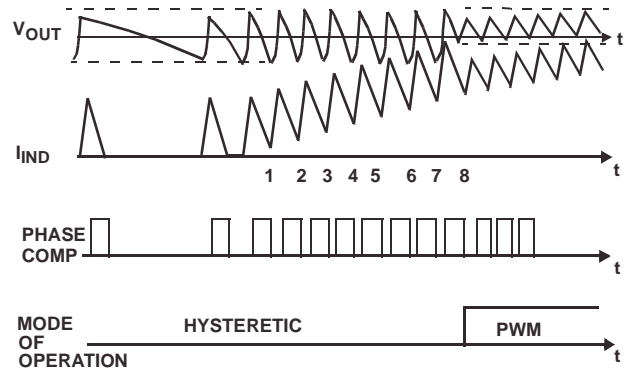 VOUT
t
IIND
t
1 2 3 4 5 6 7 8
PHASE
COMP
t
HYSTERETIC
PWM
MODE
OF
OPERATION
t